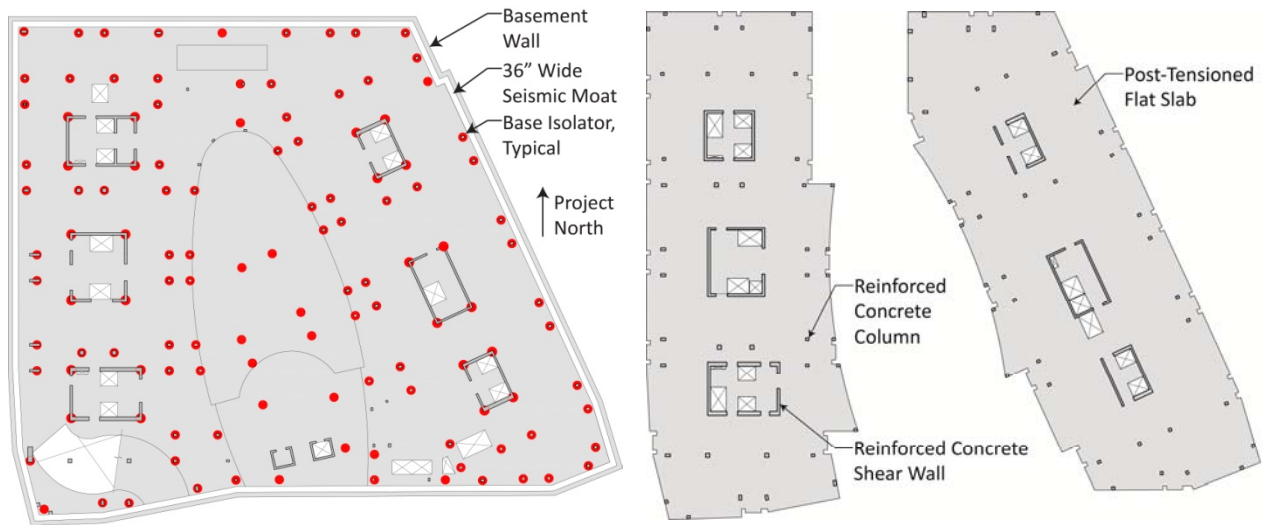 Basement
Wall
36” Wide
Seismic Moat
Base Isolator,
Typical
Project
North
Post-Tensioned
Flat Slab
Reinforced
Concrete
Column
Reinforced Concrete
Shear Wall